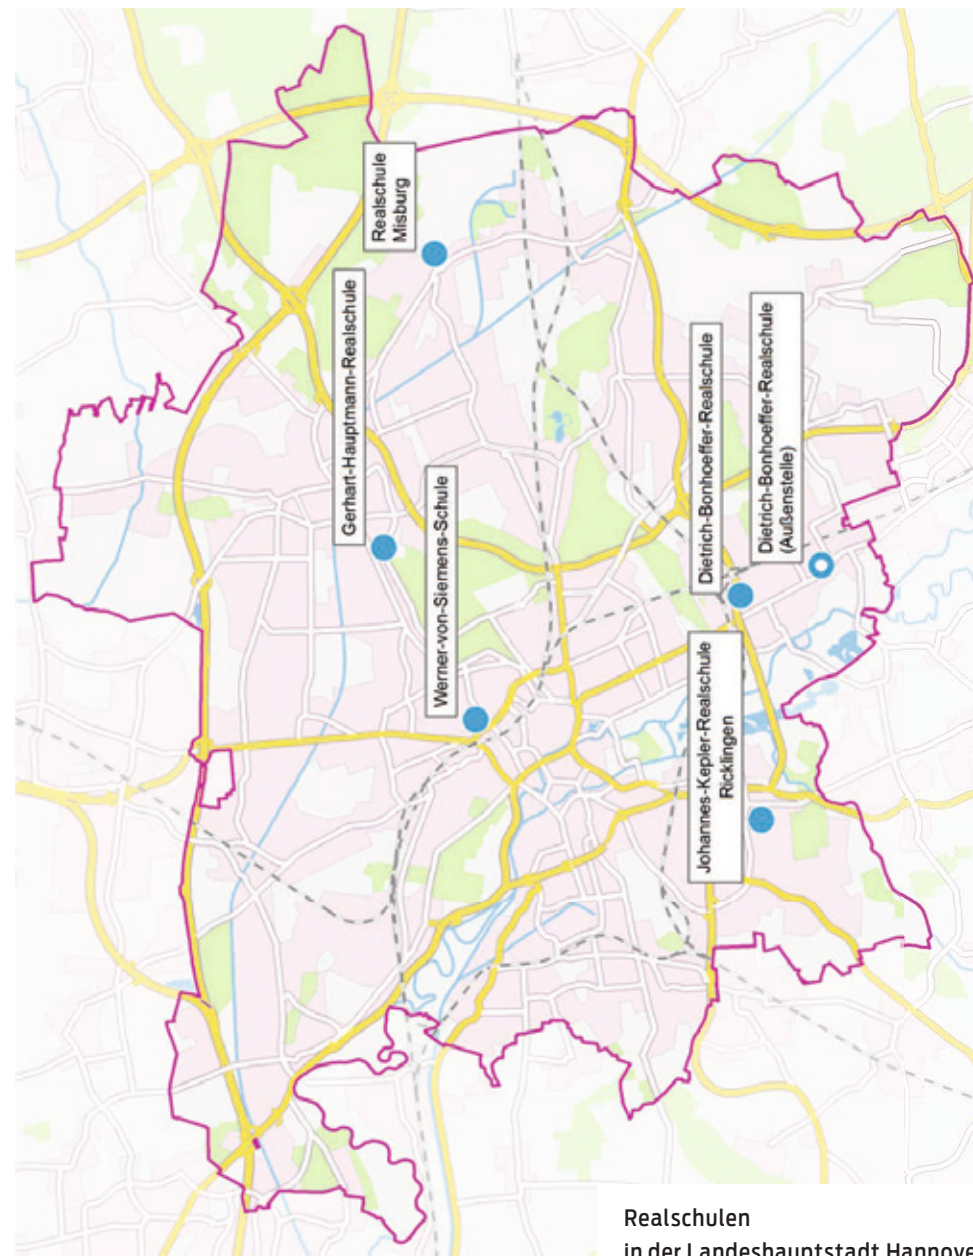 Realschule
Misburg
Gerhart-Hauptmann-Realschule
Werner-von-Siemens-Schule
Dietrich-Bonhoeffer-Realschule
Dietrich-Bonhoeffer-Realschule
(Außenstelle)
Johannes-Kepler-Realschule
Ricklingen
Realschulen
in der Landeshauptstadt Hannove